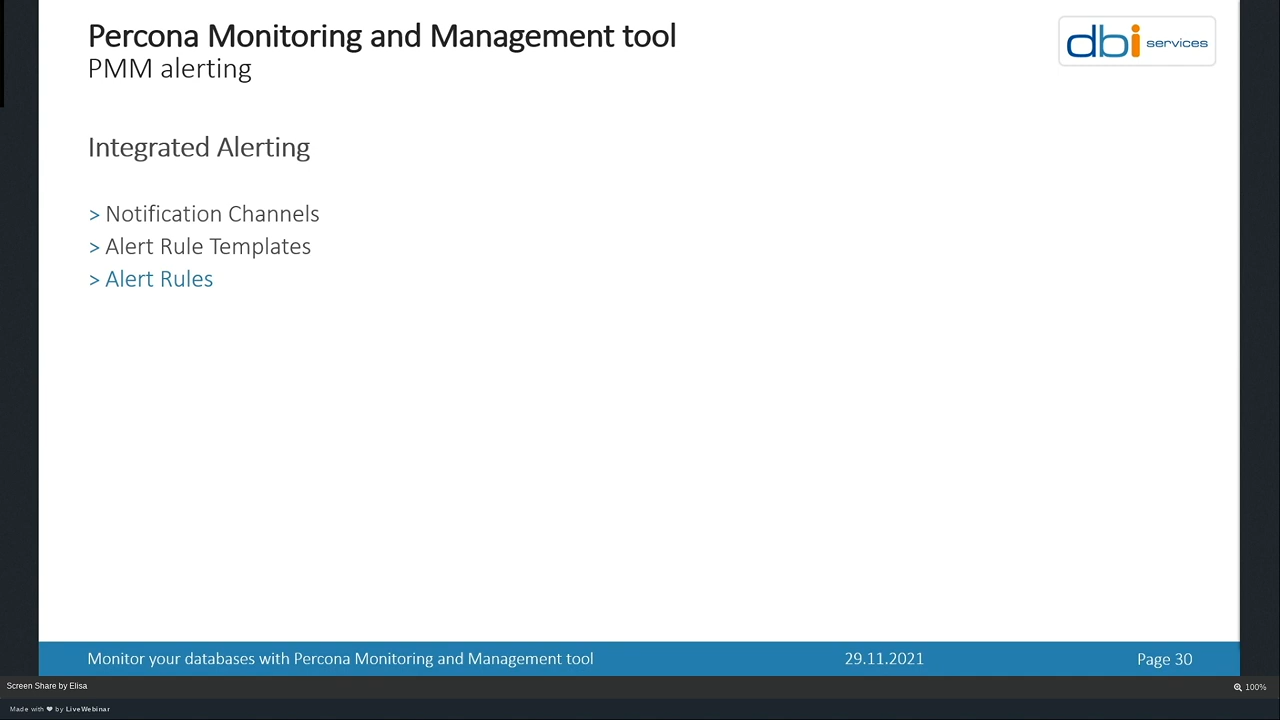 Percona Monitoring and Management tool
PMM alerting
dbi services
Integrated Alerting
> Notification Channels
> Alert Rule Templates
> Alert Rules
Monitor your databases with Percona Monitoring and Management tool 29.11.2021 Page 30
Screen Share by Elisa 100%
Made with ❤ by LiveWebinar